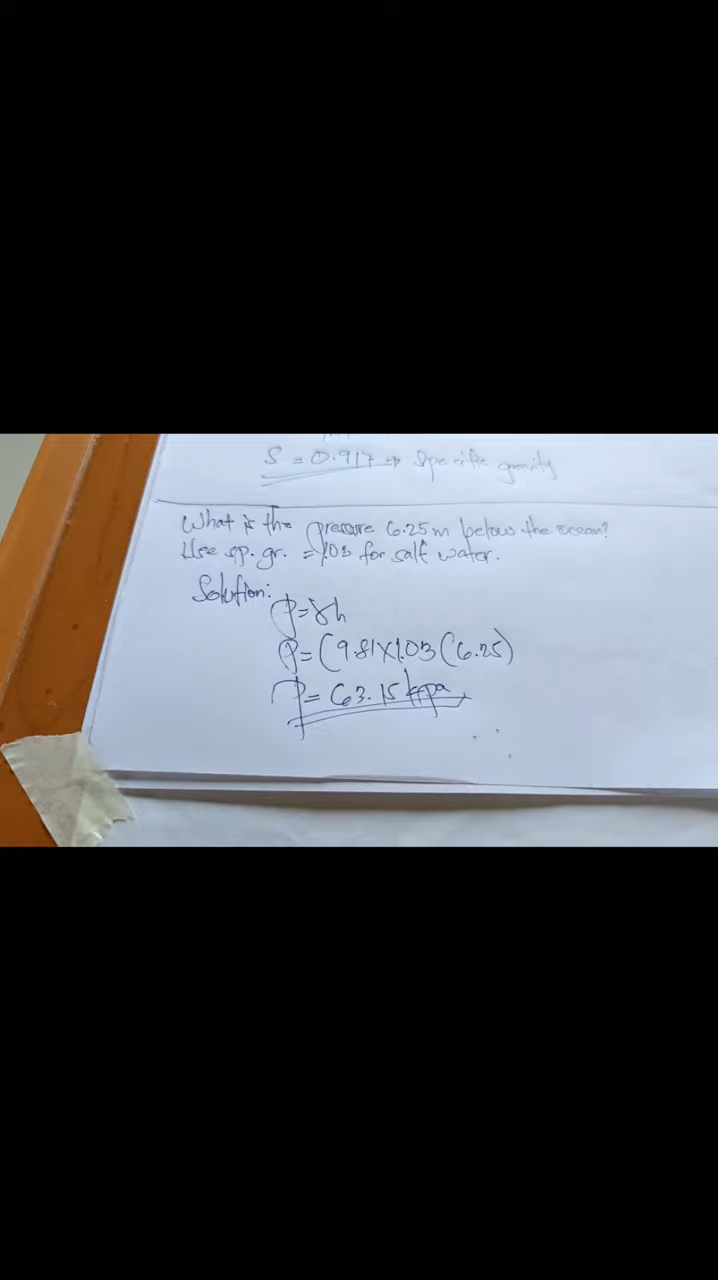 S = 0.917 → Specific gravity
What is the pressure 6.25 m below the ocean?
Use sp. gr. = 1.03 for salt water.
Solution:
P = γh
P = (9.81)(1.03)(6.25)
P = 63.15 kpa